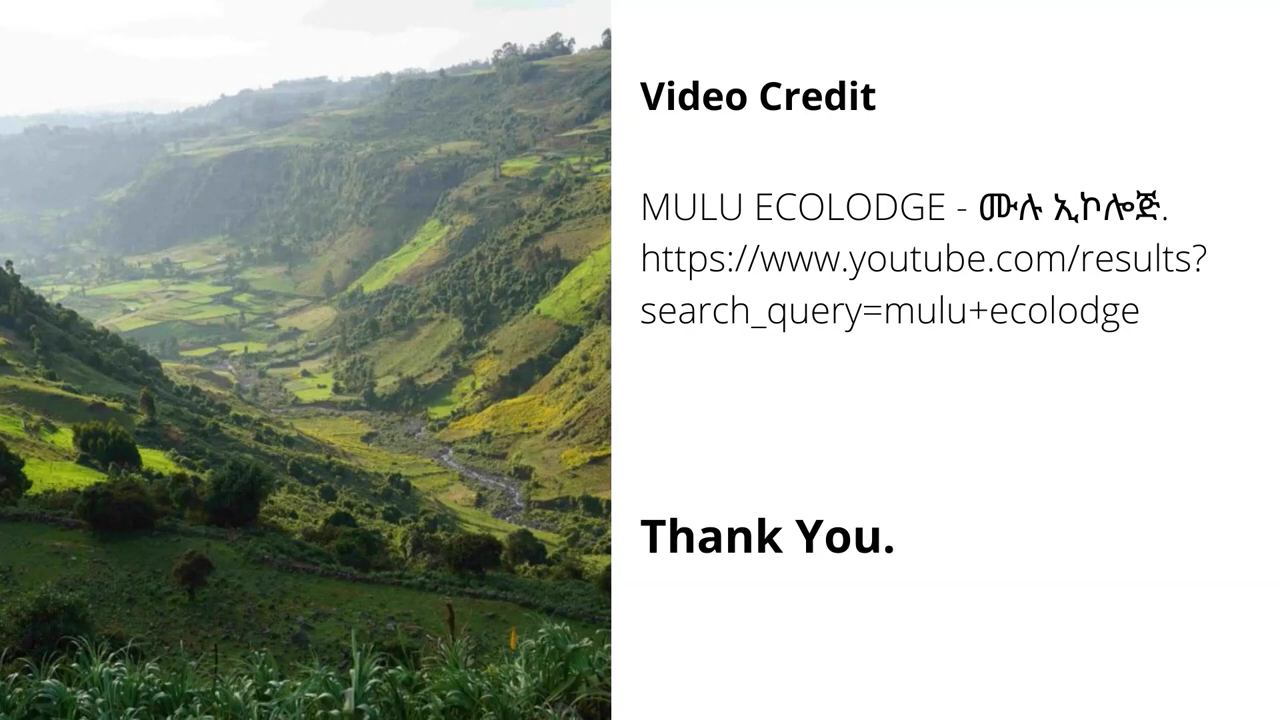 Video Credit
MULU ECOLODGE - ሙሉ ኢኮሎጅ.
https://www.youtube.com/results?
search_query=mulu+ecolodge
Thank You.